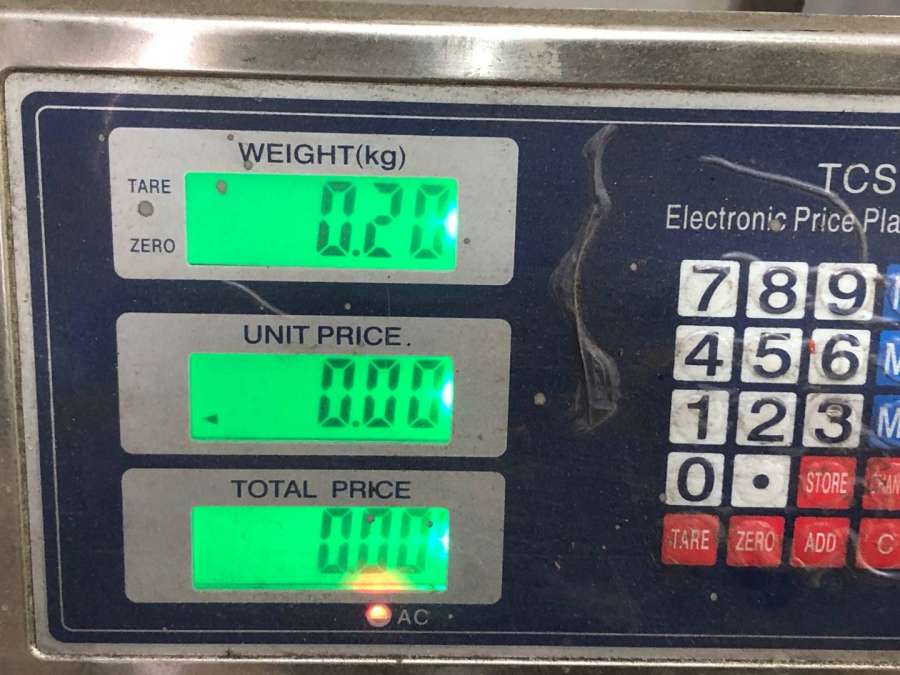 WEIGHT(kg)
TARE
0.20
ZERO
UNIT PRICE
0.00
TOTAL PRICE
0.00
AC
TCS
Electronic Price
7 8 9
4 5 6 M
1 2 3 M
0 . STORE
TARE ZERO ADD C